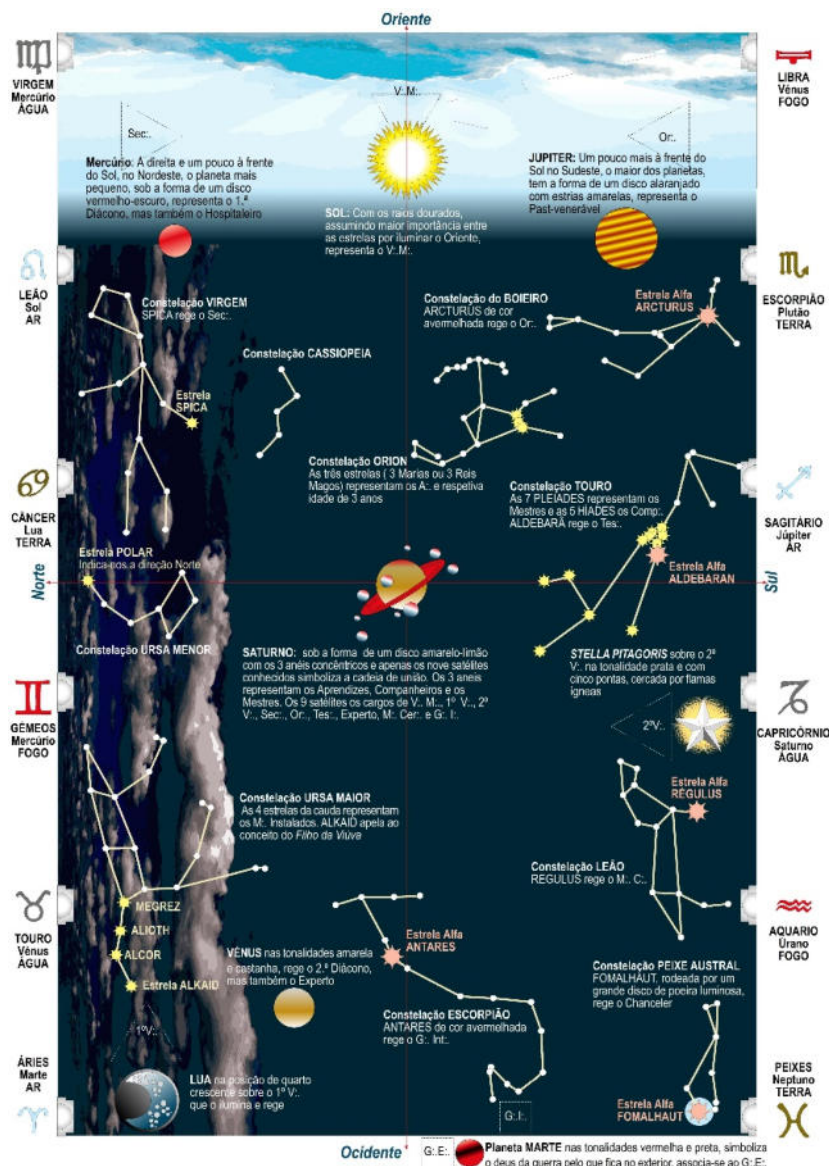 Oriente
VIRGEM
Mercúrio
ÁGUA
LIBRA
Vênus
FOGO
V:.M:.
Sec:.
Or:.
Mercúrio: A direita e um pouco à frente
do Sol, no Nordeste, o planeta mais
pequeno, sob a forma de um disco
vermelho-escuro, representa o 1.º
Diácono, mas também o Hospitaleiro
SOL: Com os raios dourados,
assumindo maior importância entre
as estrelas por iluminar o Oriente,
representa o V:.M:.
JUPITER: Um pouco mais à frente do
Sol no Sudeste, o maior dos planetas,
tem a forma de um disco alaranjado
com estrias amarelas, representa o
Past-venerável
LEÃO
Sol
AR
ESCORPIÃO
Plutão
TERRA
Constelação VIRGEM
SPICA rege o Sec:.
Estrela
SPICA
Constelação CASSIOPEIA
Constelação do BOIEIRO
ARCTURUS de cor
avermelhada rege o Or:.
Estrela Alfa
ARCTURUS
Constelação ORION
As três estrelas ( 3 Marias ou 3 Reis
Magos) representam os A:. e respetiva
idade de 3 anos
Constelação TOURO
As 7 PLEIADES representam os
Mestres e as 5 HIADES os Comp:.
ALDEBARÃ rege o Tes:.
CÂNCER
Lua
TERRA
SAGITÁRIO
Júpiter
AR
Estrela POLAR
Indica-nos a direção Norte
Estrela Alfa
ALDEBARAN
Norte
Sul
Constelação URSA MENOR
SATURNO: sob a forma de um disco amarelo-limão
com os 3 anéis concêntricos e apenas os nove satélites
conhecidos simboliza a cadeia de união. Os 3 aneis
representam os Aprendizes, Companheiros e os
Mestres. Os 9 satélites os cargos de V:. M:., 1º V:., 2º
V:., Sec:., Or:., Tes:., Experto, M:. Cer:. e G:. I:.
STELLA PITAGORIS sobre o 2º
V:. na tonalidade prata e com
cinco pontas, cercada por flamas
igneas
2ºV:.
GÊMEOS
Mercúrio
FOGO
CAPRICÓRNIO
Saturno
ÁGUA
Constelação URSA MAIOR
As 4 estrelas da cauda representam
os M:. Instalados. ALKAID apela ao
conceito do Filho da Viúva
Estrela Alfa
REGULUS
Constelação LEÃO
REGULUS rege o M:. C:.
MEGREZ
ALIOTH
ALCOR
Estrela ALKAID
TOURO
Vênus
ÁGUA
AQUARIO
Urano
FOGO
VÊNUS nas tonalidades amarela
e castanha, rege o 2.º Diácono,
mas também o Experto
Estrela Alfa
ANTARES
Constelação ESCORPIÃO
ANTARES de cor avermelhada
rege o G:. Int:.
Constelação PEIXE AUSTRAL
FOMALHAUT, rodeada por um
grande disco de poeira luminosa,
rege o Chanceler
1ºV:.
ÁRIES
Marte
AR
PEIXES
Neptuno
TERRA
LUA na posição de quarto
crescente sobre o 1º V:.
que o ilumina e rege
G:.I:.
Estrela Alfa
FOMALHAUT
Ocidente
G:.E:.
Planeta MARTE nas tonalidades vermelha e preta, simboliza
o deus da guerra pelo que fica no exterior, associa-se ao G:.E:.